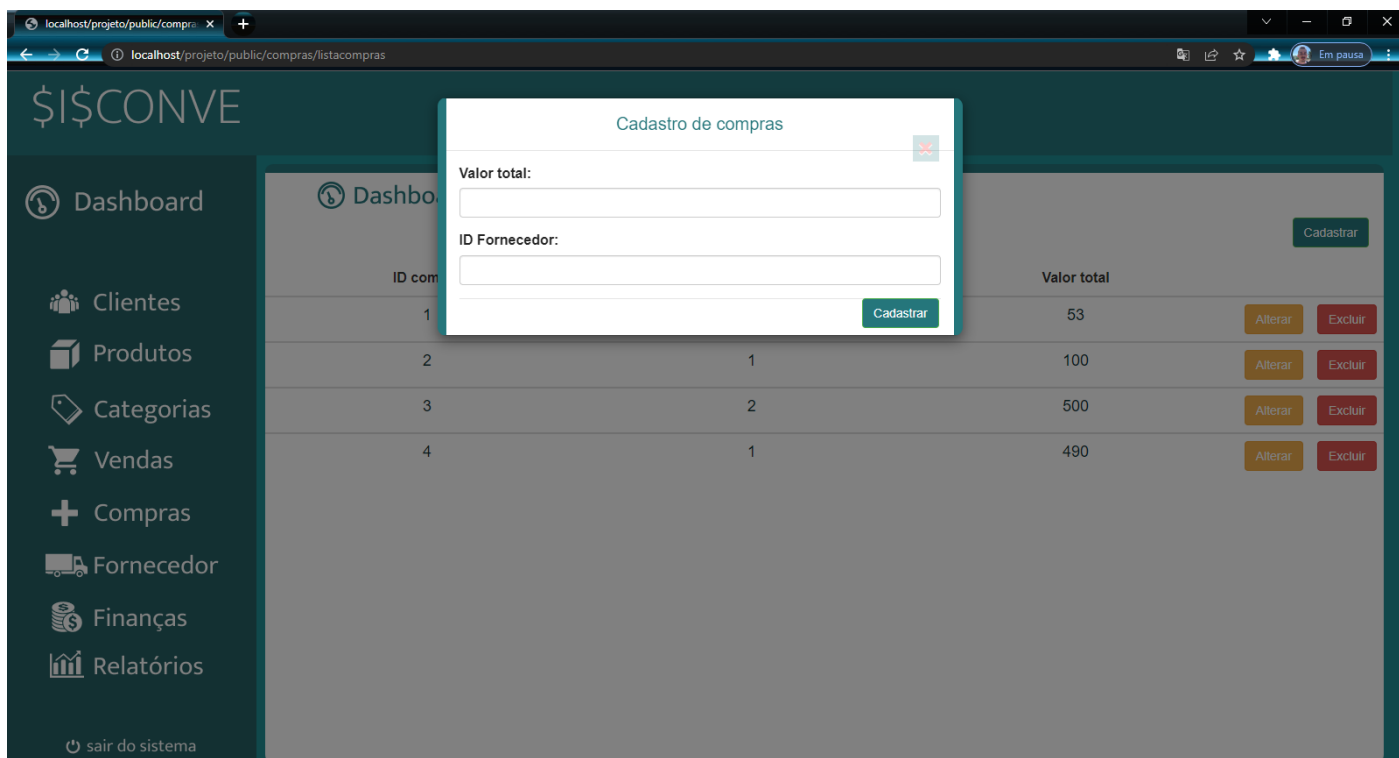 localhost/projeto/public/compra
localhost/projeto/public/compras/listacompras
Em pausa
$I$CONVE
Cadastro de compras
Valor total:
ID Fornecedor:
Cadastrar
Dashboard
Clientes
Produtos
Categorias
Vendas
Compras
Fornecedor
Finanças
Relatórios
sair do sistema
Dashbo
Cadastrar
ID com Valor total
1 53 Alterar Excluir
2 1 100 Alterar Excluir
3 2 500 Alterar Excluir
4 1 490 Alterar Excluir